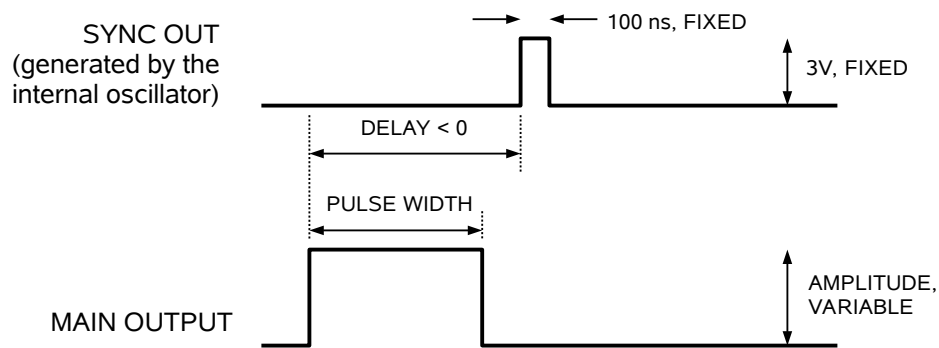 SYNC OUT
(generated by the
internal oscillator)
100 ns, FIXED
3V, FIXED
DELAY < 0
PULSE WIDTH
MAIN OUTPUT
AMPLITUDE,
VARIABLE